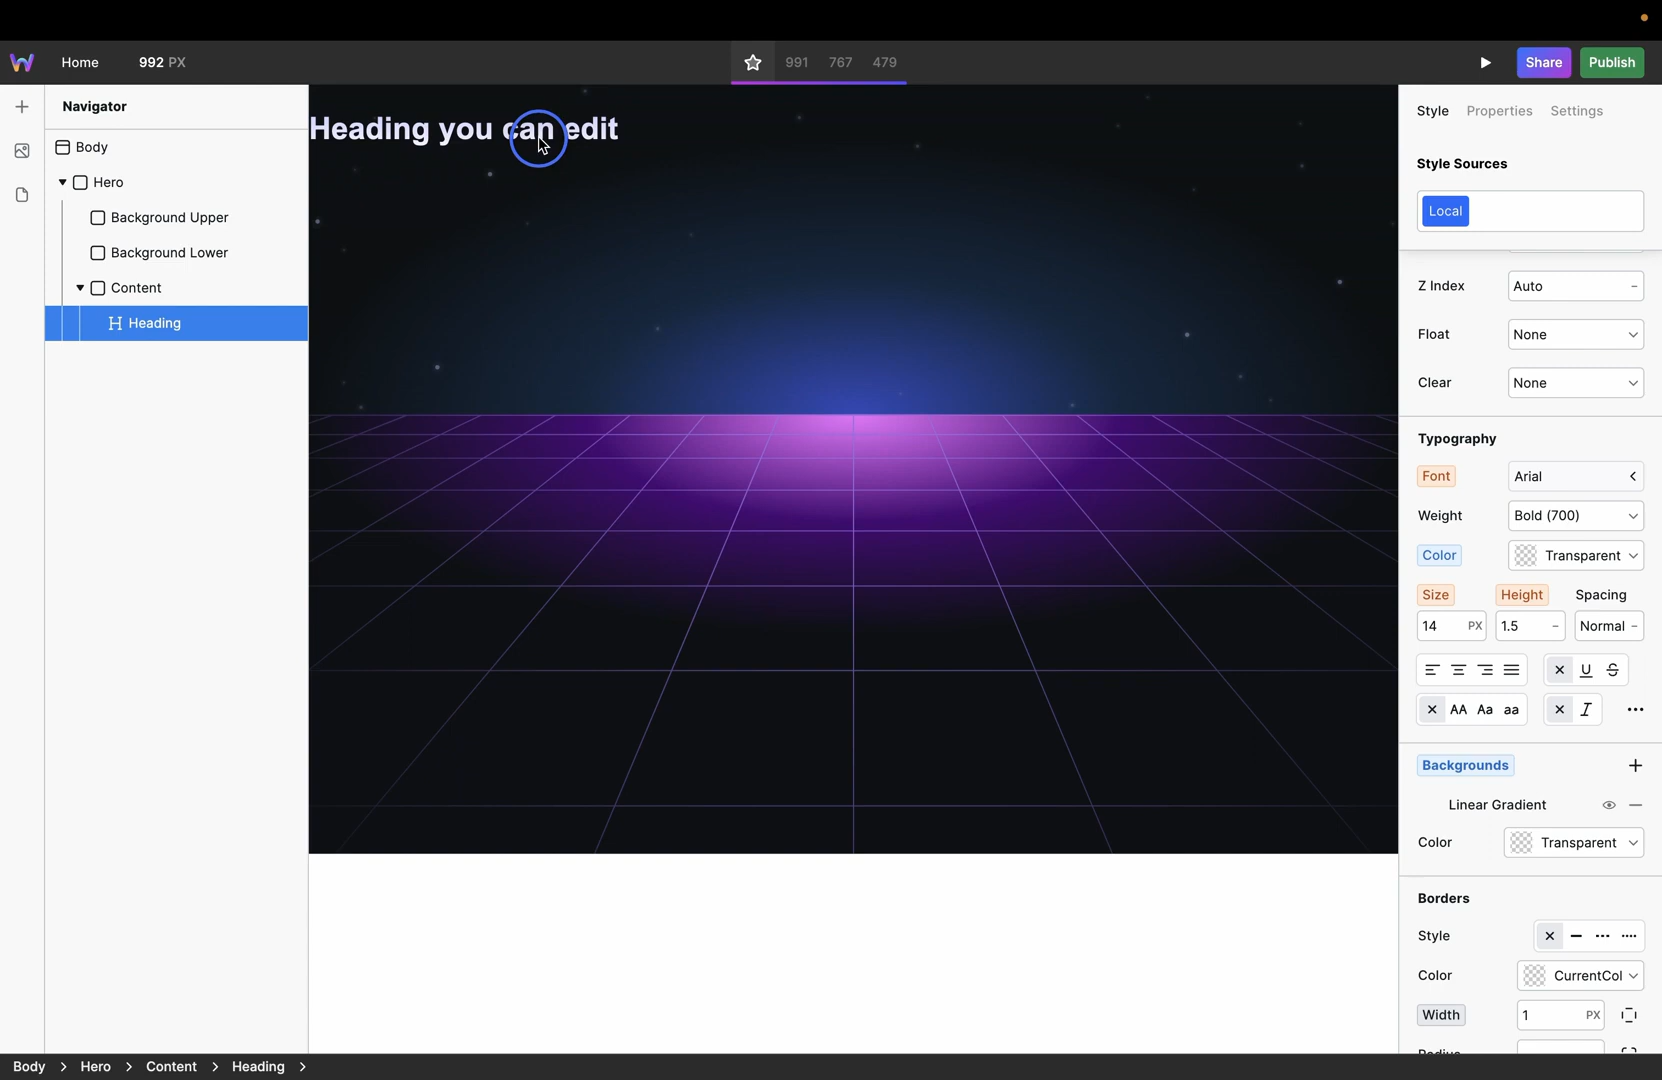 Home
992 PX
991
767
479
Share
Publish
Navigator
Body
Hero
Background Upper
Background Lower
Content
Heading
Heading you can edit
Style
Properties
Settings
Style Sources
Local
Z Index
Auto
Float
None
Clear
None
Typography
Font
Arial
Weight
Bold (700)
Color
Transparent
Size
Height
Spacing
14 PX
1.5
Normal
AA Aa aa
Backgrounds
Linear Gradient
Color
Transparent
Borders
Style
Color
CurrentCol
Width
1 PX
Body > Hero > Content > Heading >